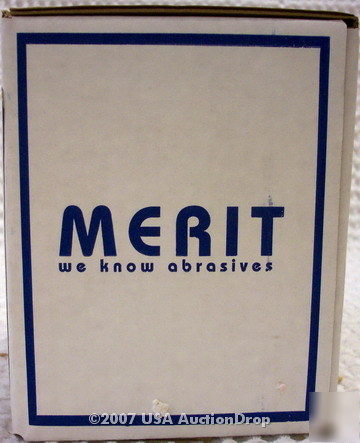 MERIT
we know abrasives
©2007 USA AuctionDrop